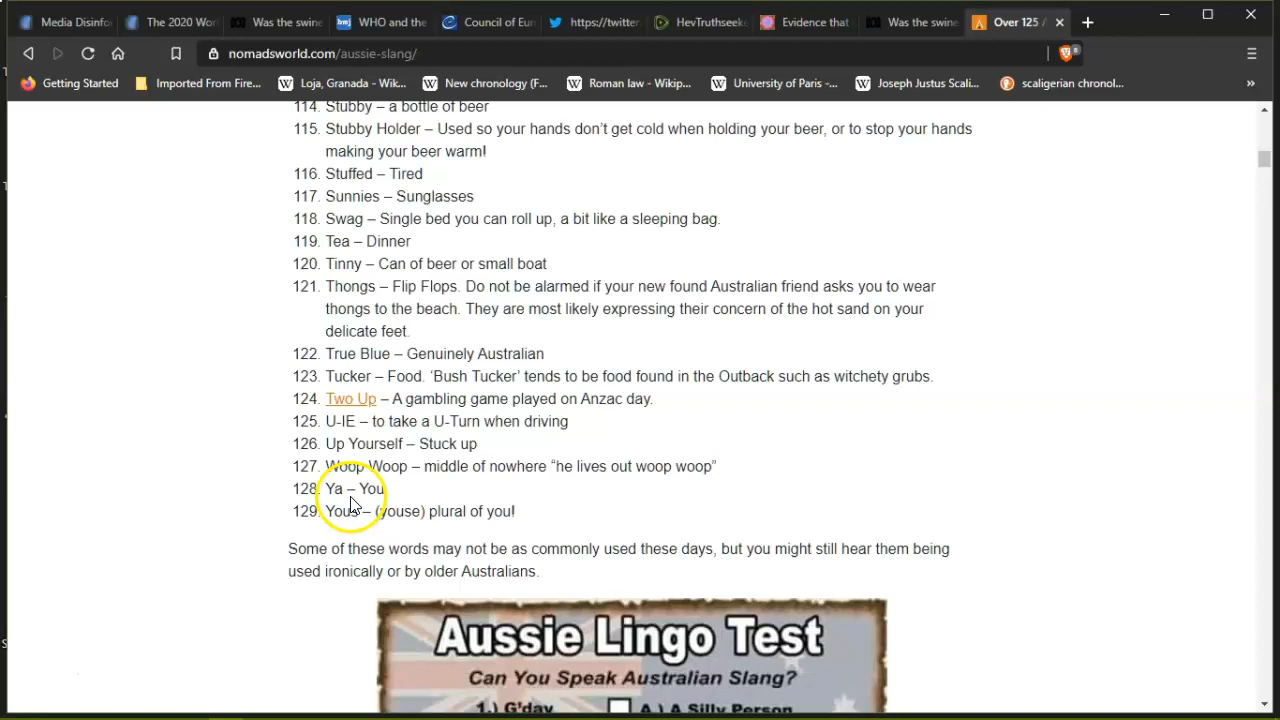 Media Disinfo
The 2020 Wor
Was the swine
WHO and the
Council of Eur
https://twitter.
HevTruthseeke
Evidence that
Was the swine
Over 125 A
nomadsworld.com/aussie-slang/
Getting Started
Imported From Fire...
Loja, Granada - Wik...
New chronology (F...
Roman law - Wikip...
University of Paris -...
Joseph Justus Scali...
scaligerian chronol...
114. Stubby – a bottle of beer
115. Stubby Holder – Used so your hands don’t get cold when holding your beer, or to stop your hands
making your beer warm!
116. Stuffed – Tired
117. Sunnies – Sunglasses
118. Swag – Single bed you can roll up, a bit like a sleeping bag.
119. Tea – Dinner
120. Tinny – Can of beer or small boat
121. Thongs – Flip Flops. Do not be alarmed if your new found Australian friend asks you to wear
thongs to the beach. They are most likely expressing their concern of the hot sand on your
delicate feet.
122. True Blue – Genuinely Australian
123. Tucker – Food. ‘Bush Tucker’ tends to be food found in the Outback such as witchety grubs.
124. Two Up – A gambling game played on Anzac day.
125. U-IE – to take a U-Turn when driving
126. Up Yourself – Stuck up
127. Woop Woop – middle of nowhere “he lives out woop woop”
128. Ya – You
129. Yous – (youse) plural of you!
Some of these words may not be as commonly used these days, but you might still hear them being
used ironically or by older Australians.
Aussie Lingo Test
Can You Speak Australian Slang?
1.) G'day
A.) A Silly Person